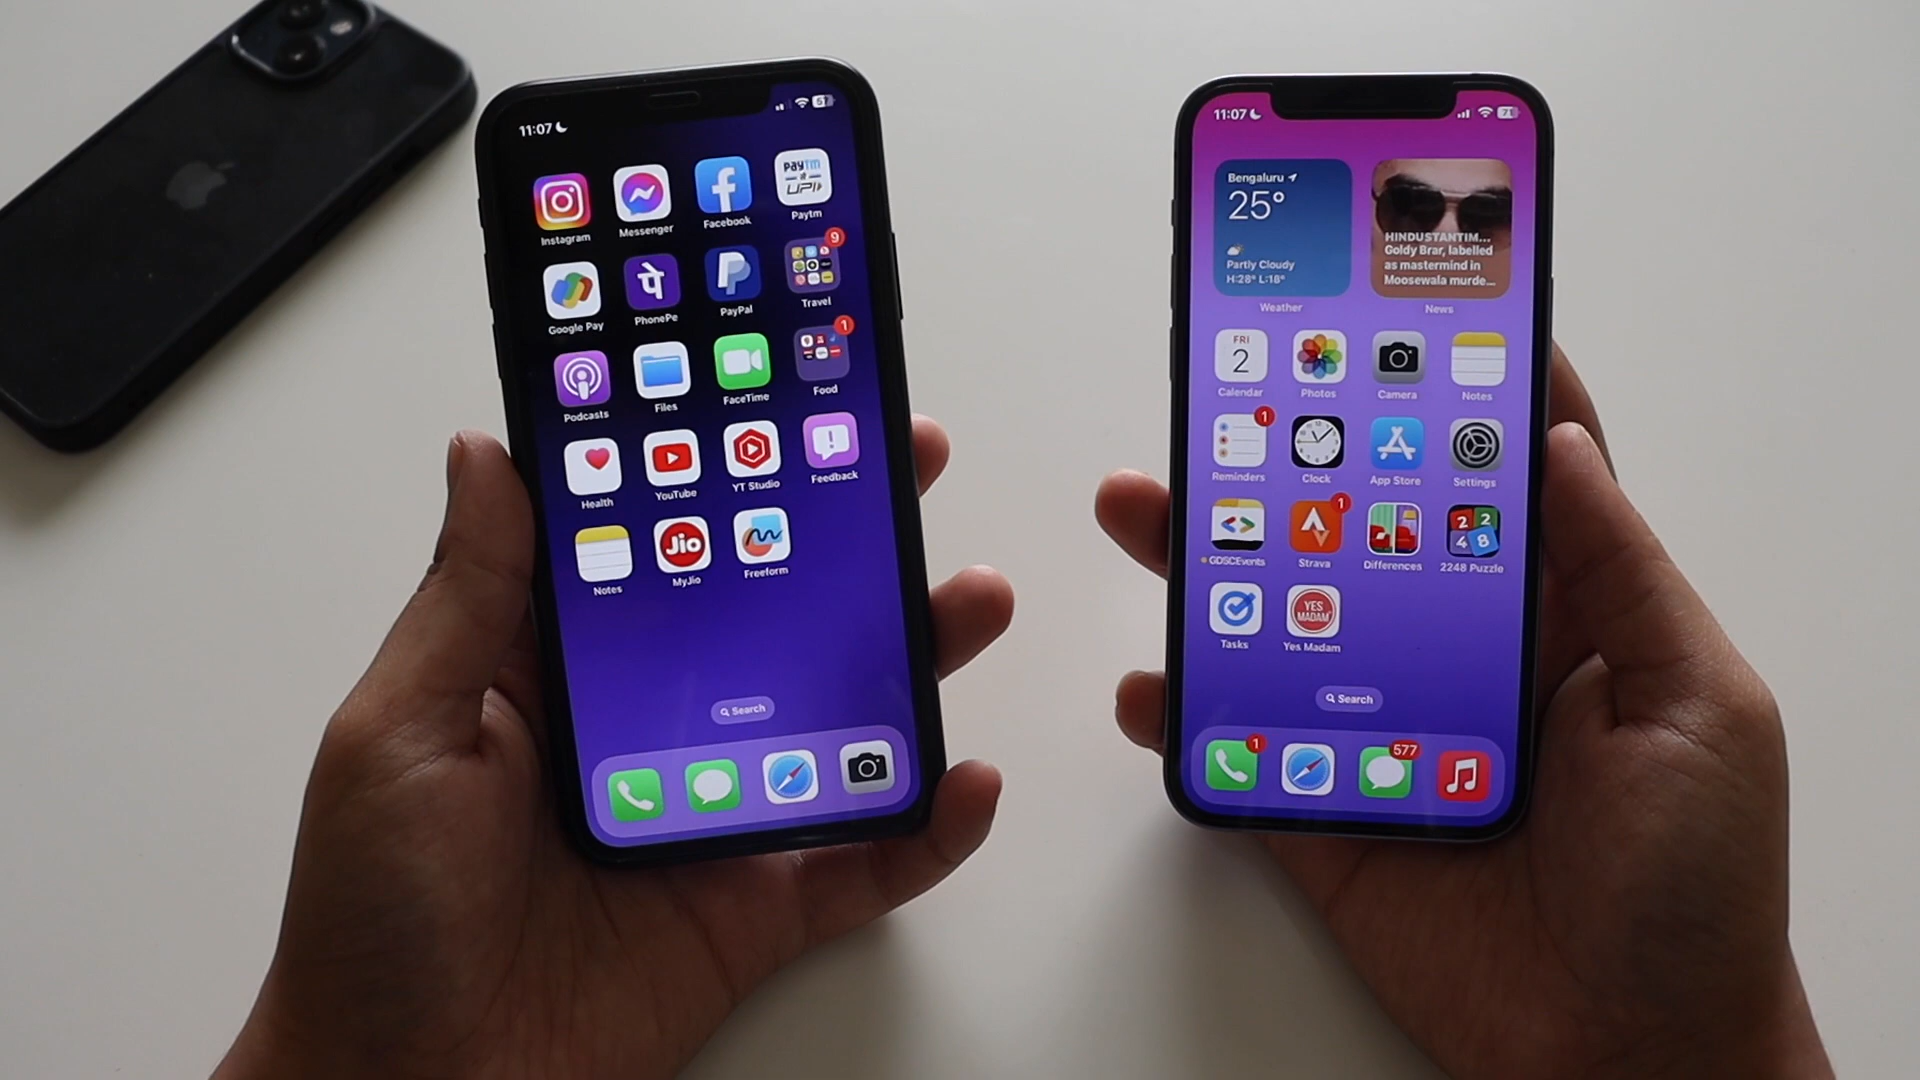 11:07
57
Paytm
UPI
Instagram
Messenger
Facebook
Paytm
9
Google Pay
PhonePe
PayPal
Travel
1
Podcasts
Files
FaceTime
Food
Health
YouTube
YT Studio
Feedback
Jio
Notes
MyJio
Freeform
Search
11:07
71
Bengaluru
25°
Partly Cloudy
H:28° L:18°
Weather
HINDUSTANTIM...
Goldy Brar, labelled
as mastermind in
Moosewala murde...
News
FRI
2
Calendar
Photos
Camera
Notes
1
Reminders
Clock
App Store
Settings
1
2 2
4 8
GDSCEvents
Strava
Differences
2248 Puzzle
YES
MADAM
Tasks
Yes Madam
Search
1
577